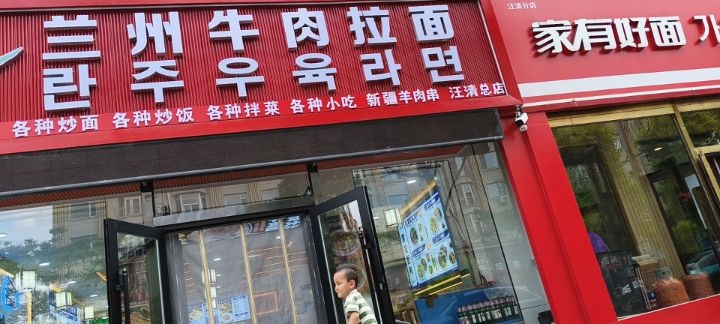 兰州牛肉拉面
란주우육라면
各种炒面 各种炒饭 各种拌菜 各种小吃 新疆羊肉串 汪清总店
汪清分店
家有好面